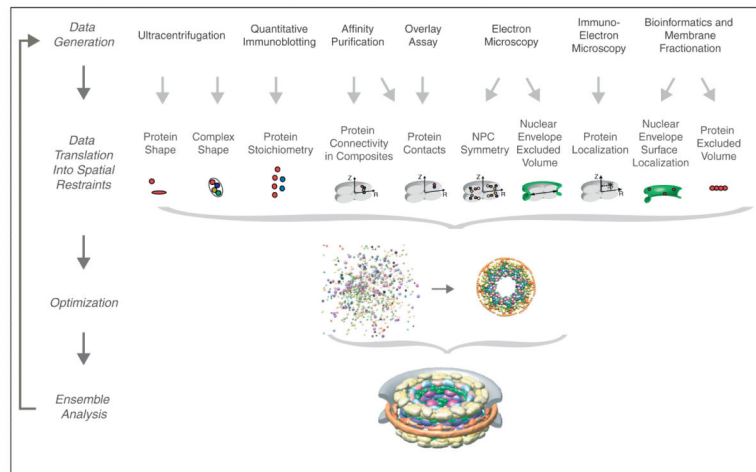 Data
Generation
Ultracentrifugation
Quantitative
Immunoblotting
Affinity
Purification
Overlay
Assay
Electron
Microscopy
Immuno-
Electron
Microscopy
Bioinformatics and
Membrane
Fractionation
Data
Translation
Into Spatial
Restraints
Protein
Shape
Complex
Shape
Protein
Stoichiometry
Protein
Connectivity
in Composites
Protein
Contacts
NPC
Symmetry
Nuclear
Envelope
Excluded
Volume
Protein
Localization
Nuclear
Envelope
Surface
Localization
Protein
Excluded
Volume
Z
R
Z
R
Z
R
Z
R
Optimization
Ensemble
Analysis